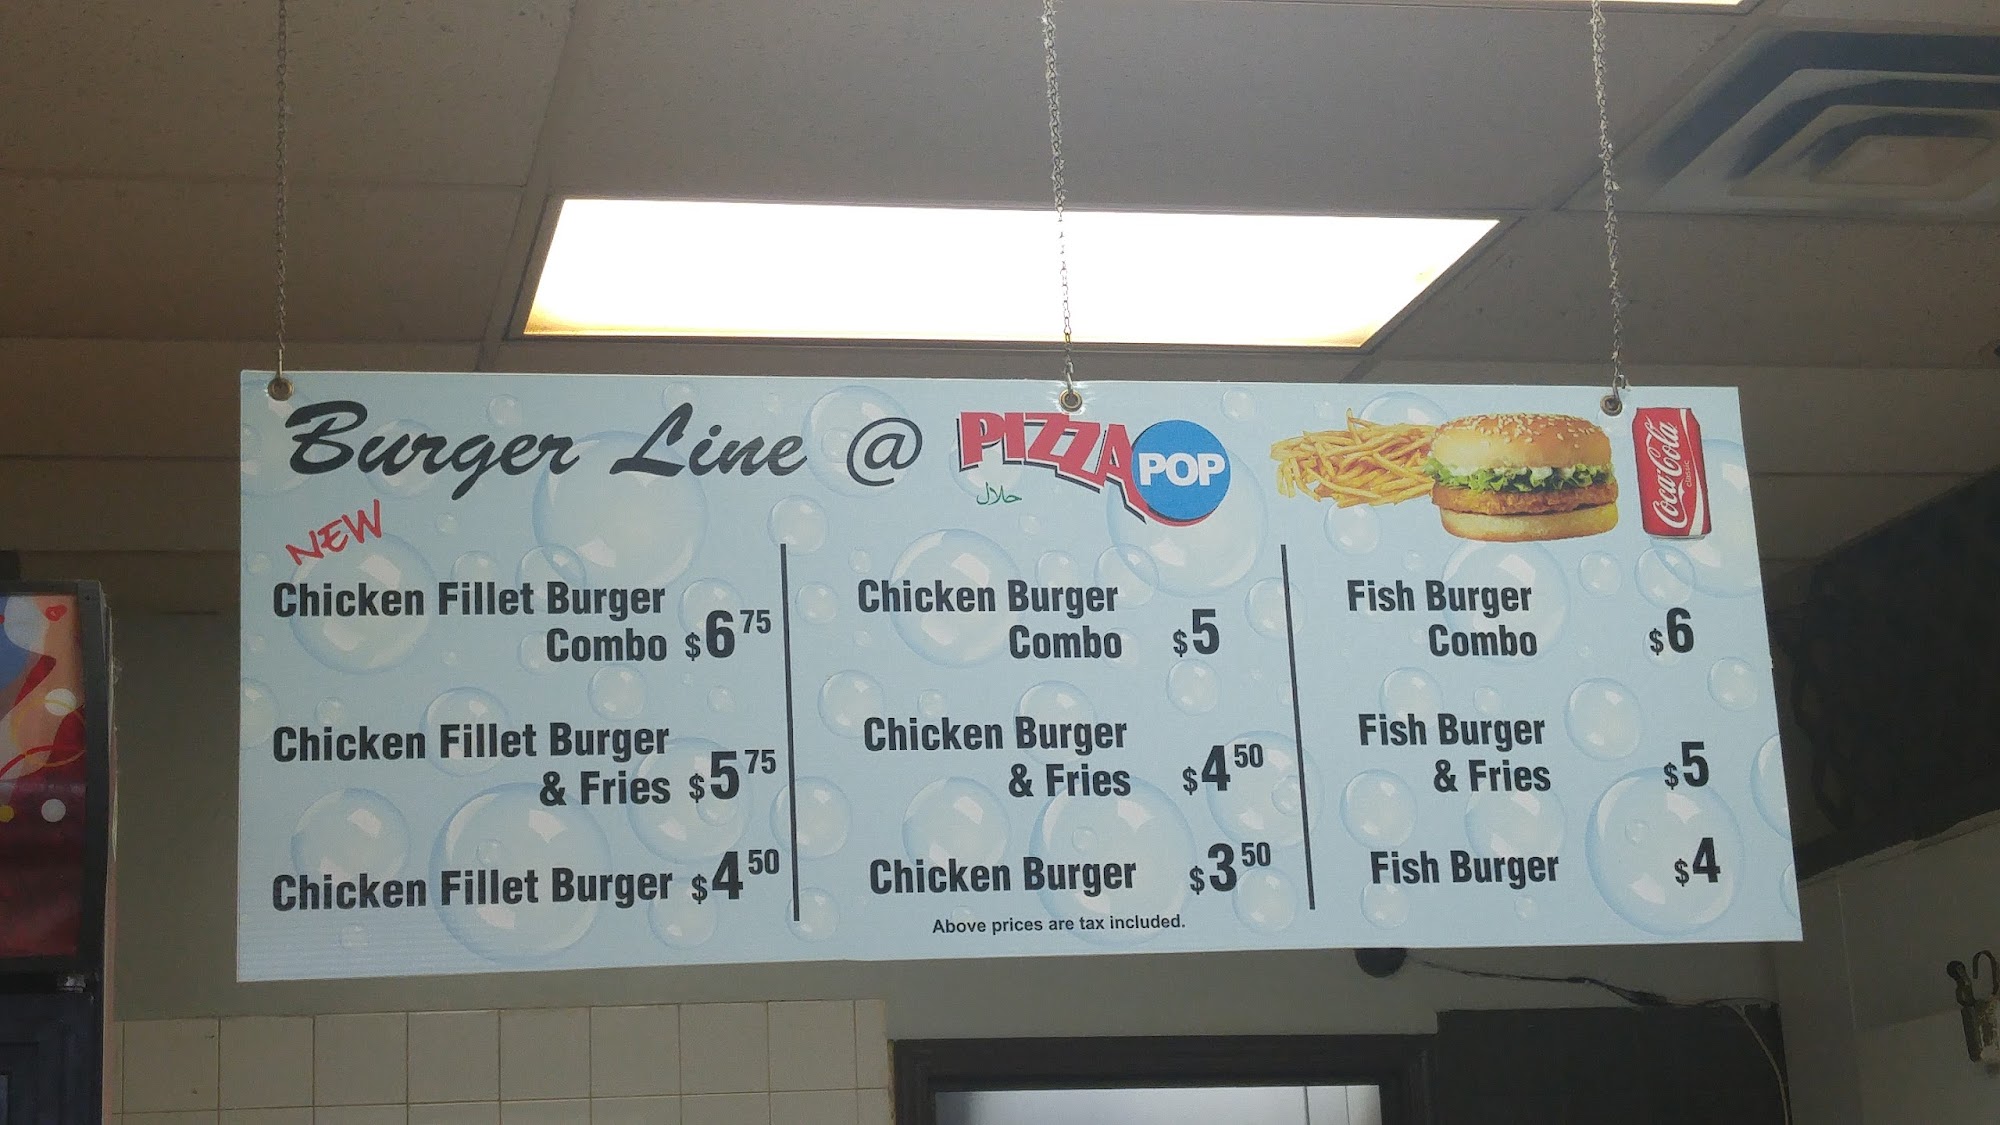 Burger Line @ PIZZA POP
حلال
Coca-Cola
classic
NEW
Chicken Fillet Burger
Combo $6 75
Chicken Fillet Burger
& Fries $5 75
Chicken Fillet Burger $4 50
Chicken Burger
Combo $5
Chicken Burger
& Fries $4 50
Chicken Burger $3 50
Fish Burger
Combo $6
Fish Burger
& Fries $5
Fish Burger $4
Above prices are tax included.